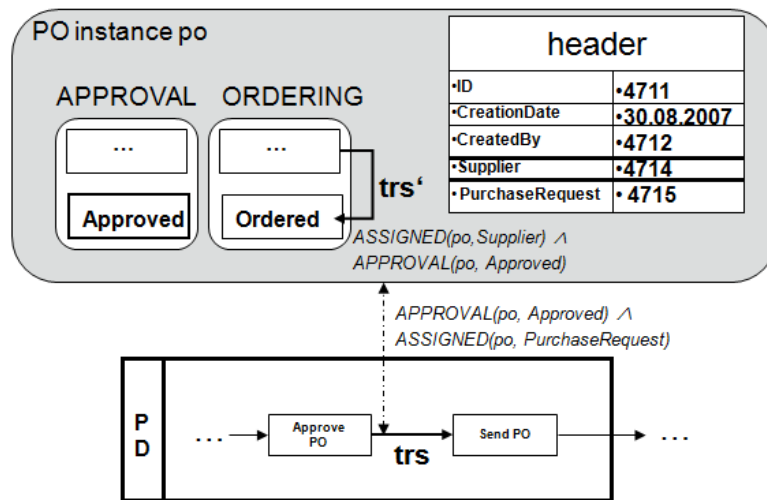 PO instance po
header
•ID •4711
•CreationDate •30.08.2007
•CreatedBy •4712
•Supplier •4714
•PurchaseRequest • 4715
APPROVAL ORDERING
... ...
trs‘
Approved Ordered
ASSIGNED(po,Supplier) ∧
APPROVAL(po, Approved)
APPROVAL(po, Approved) ∧
ASSIGNED(po, PurchaseRequest)
P
D
...
Approve
PO
trs
Send PO
...